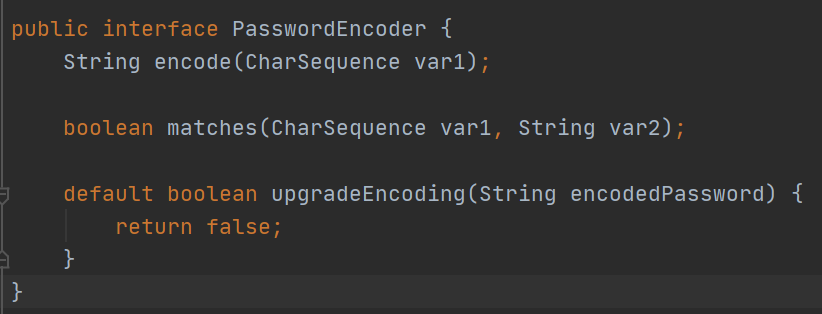 public interface PasswordEncoder {
    String encode(CharSequence var1);

    boolean matches(CharSequence var1, String var2);

    default boolean upgradeEncoding(String encodedPassword) {
        return false;
    }
}